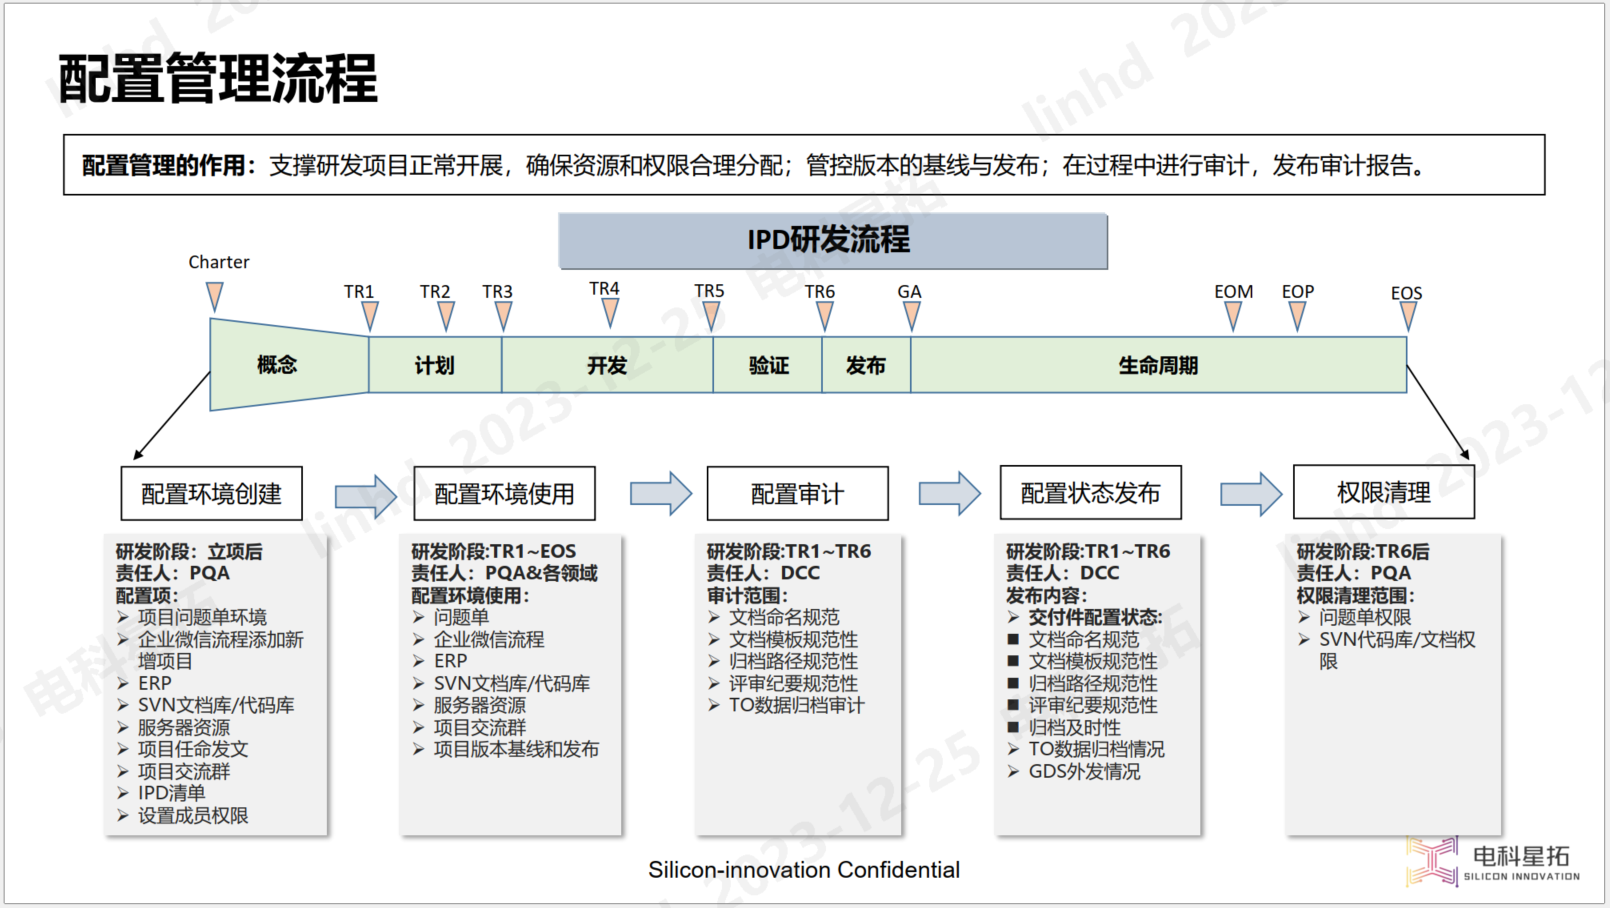 配置管理流程
配置管理的作用：支撑研发项目正常开展，确保资源和权限合理分配；管控版本的基线与发布；在过程中进行审计，发布审计报告。
IPD研发流程
Charter
TR1
TR2
TR3
TR4
TR5
TR6
GA
EOM
EOP
EOS
概念
计划
开发
验证
发布
生命周期
配置环境创建
配置环境使用
配置审计
配置状态发布
权限清理
研发阶段：立项后
责任人：PQA
配置项：
➢ 项目问题单环境
➢ 企业微信流程添加新
增项目
➢ ERP
➢ SVN文档库/代码库
➢ 服务器资源
➢ 项目任命发文
➢ 项目交流群
➢ IPD清单
➢ 设置成员权限
研发阶段:TR1~EOS
责任人：PQA&各领域
配置环境使用：
➢ 问题单
➢ 企业微信流程
➢ ERP
➢ SVN文档库/代码库
➢ 服务器资源
➢ 项目交流群
➢ 项目版本基线和发布
研发阶段:TR1~TR6
责任人：DCC
审计范围：
➢ 文档命名规范
➢ 文档模板规范性
➢ 归档路径规范性
➢ 评审纪要规范性
➢ TO数据归档审计
研发阶段:TR1~TR6
责任人：DCC
发布内容：
➢ 交付件配置状态:
■ 文档命名规范
■ 文档模板规范性
■ 归档路径规范性
■ 评审纪要规范性
■ 归档及时性
➢ TO数据归档情况
➢ GDS外发情况
研发阶段:TR6后
责任人：PQA
权限清理范围：
➢ 问题单权限
➢ SVN代码库/文档权
限
Silicon-innovation Confidential
电科星拓
SILICON INNOVATION
linhd 2023-12-25
电科星拓